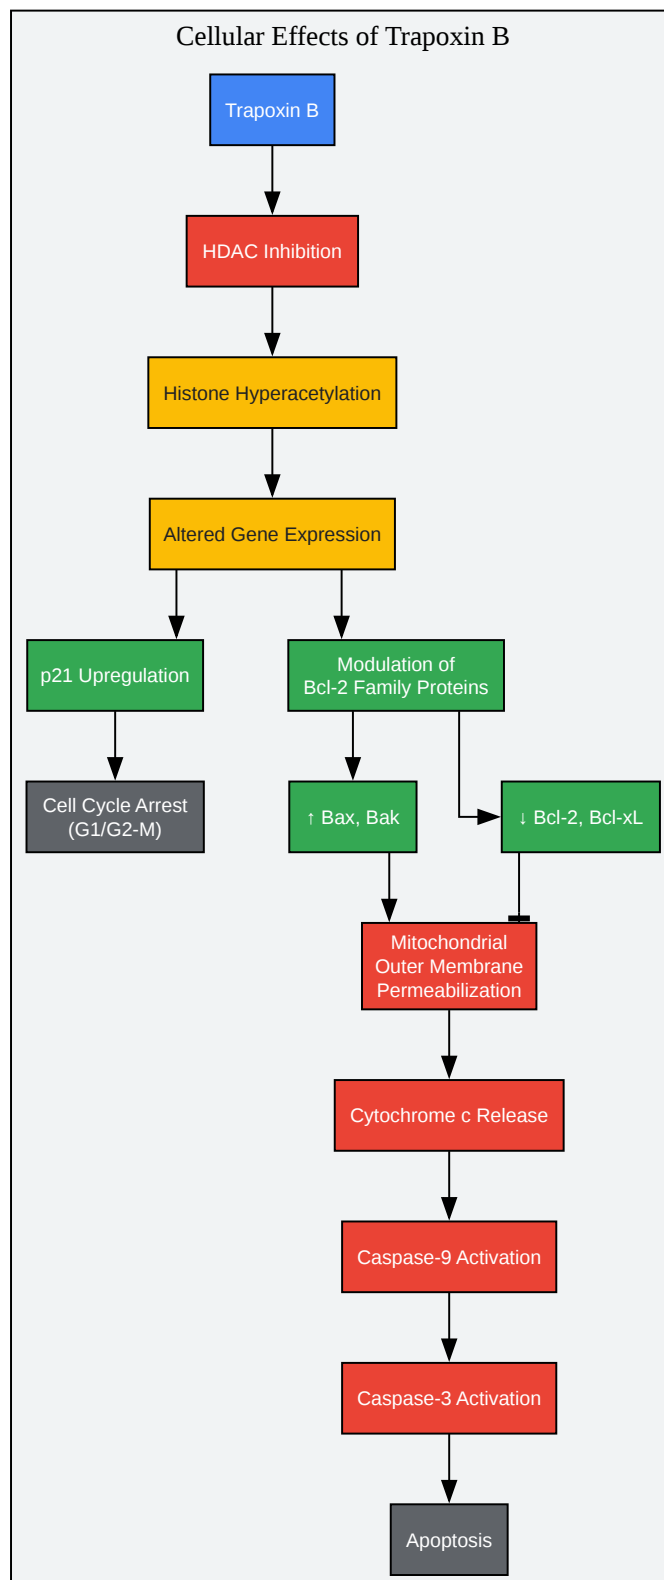 Cellular Effects of Trapoxin B
Trapoxin B
HDAC Inhibition
Histone Hyperacetylation
Altered Gene Expression
p21 Upregulation
Modulation of
Bcl-2 Family Proteins
Cell Cycle Arrest
(G1/G2-M)
↑ Bax, Bak
↓ Bcl-2, Bcl-xL
Mitochondrial
Outer Membrane
Permeabilization
Cytochrome c Release
Caspase-9 Activation
Caspase-3 Activation
Apoptosis